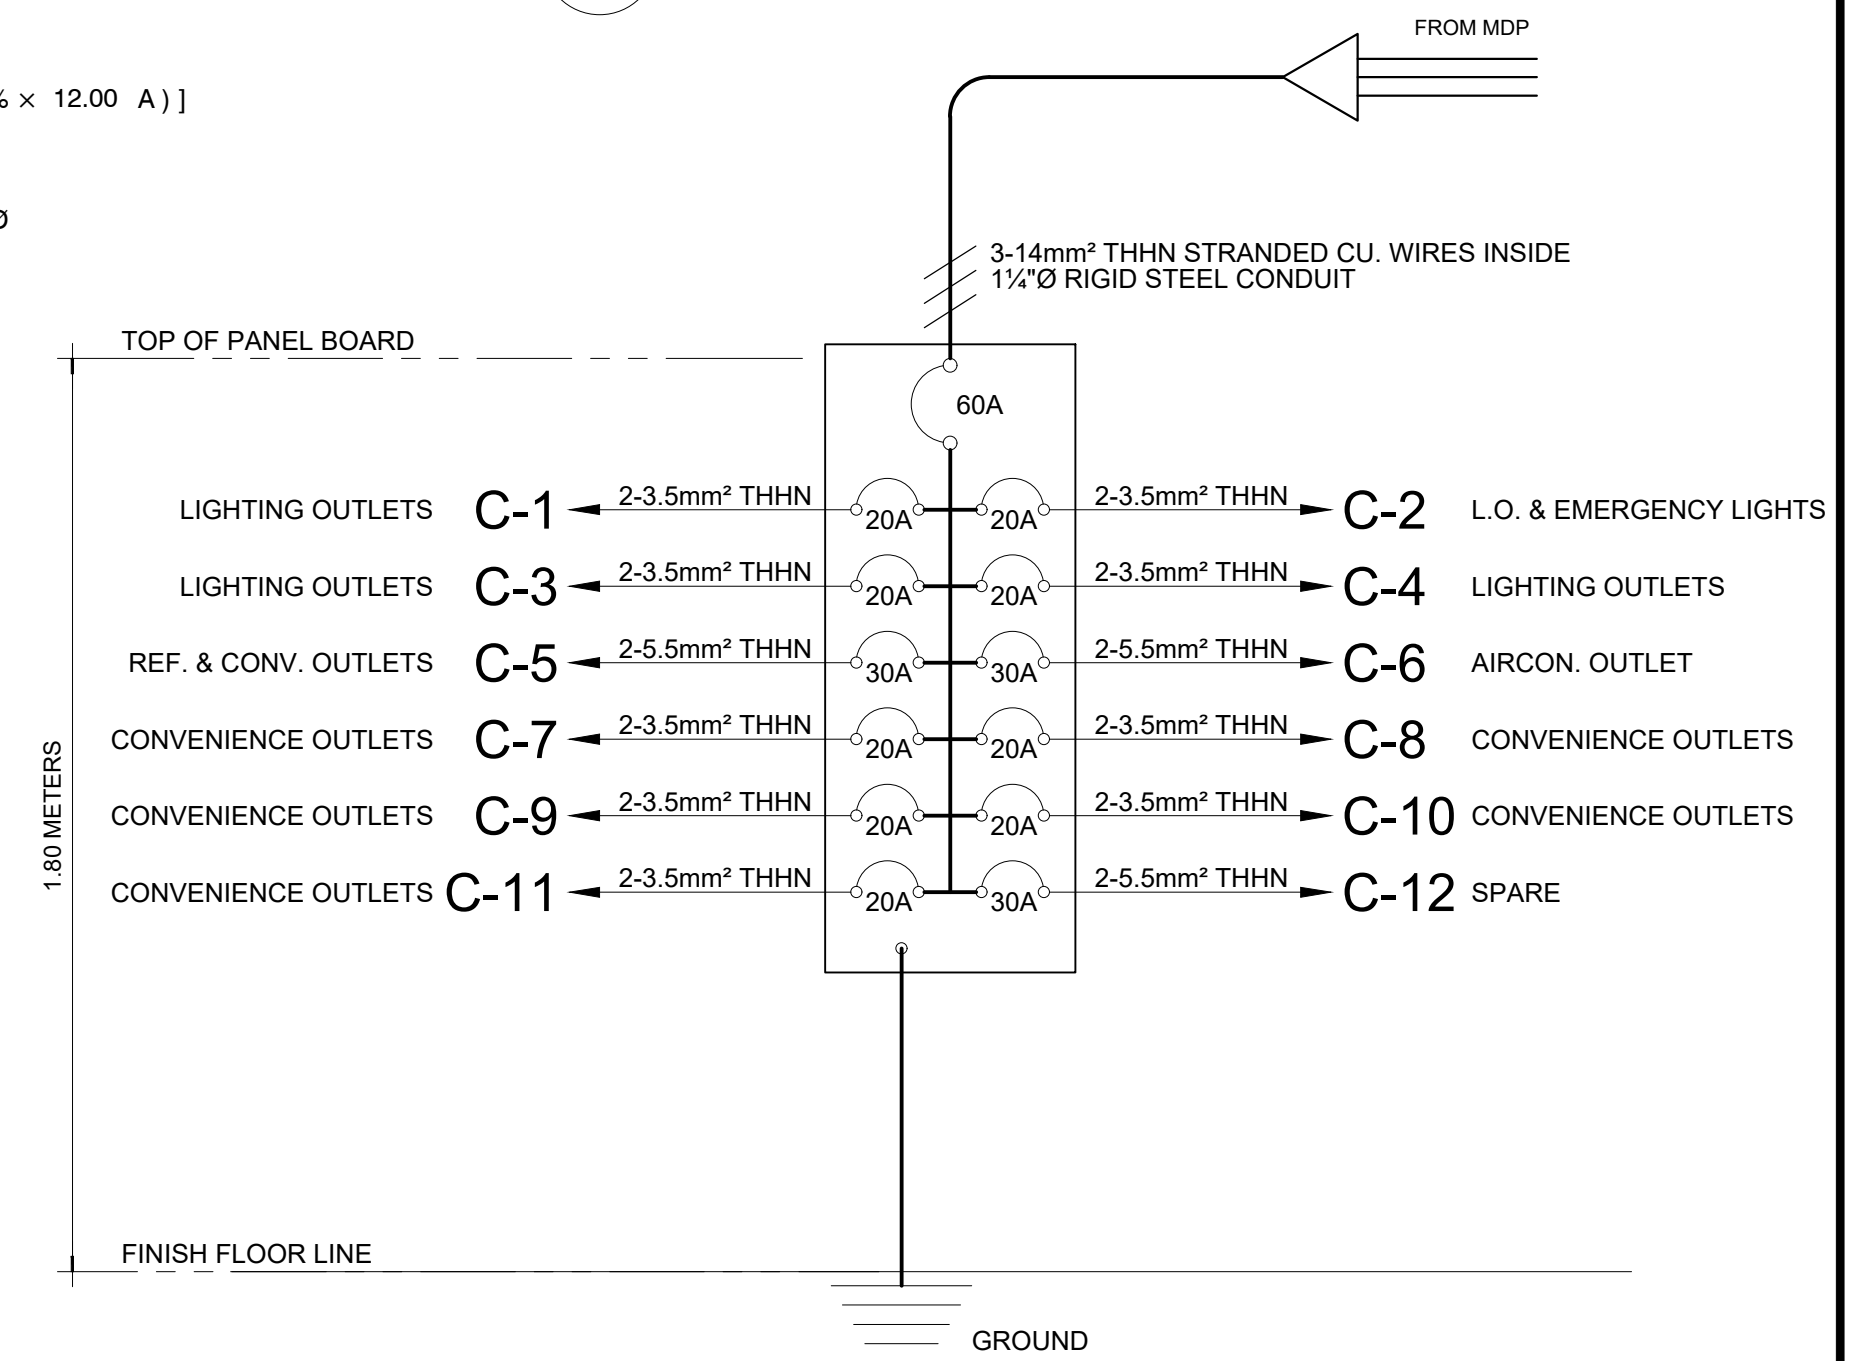 FROM MDP
% × 12.00 A ) ]
Ø
3-14mm² THHN STRANDED CU. WIRES INSIDE
1¼"Ø RIGID STEEL CONDUIT
TOP OF PANEL BOARD
60A
LIGHTING OUTLETS C-1 2-3.5mm² THHN 20A 20A 2-3.5mm² THHN C-2 L.O. & EMERGENCY LIGHTS
LIGHTING OUTLETS C-3 2-3.5mm² THHN 20A 20A 2-3.5mm² THHN C-4 LIGHTING OUTLETS
REF. & CONV. OUTLETS C-5 2-5.5mm² THHN 30A 30A 2-5.5mm² THHN C-6 AIRCON. OUTLET
CONVENIENCE OUTLETS C-7 2-3.5mm² THHN 20A 20A 2-3.5mm² THHN C-8 CONVENIENCE OUTLETS
CONVENIENCE OUTLETS C-9 2-3.5mm² THHN 20A 20A 2-3.5mm² THHN C-10 CONVENIENCE OUTLETS
CONVENIENCE OUTLETS C-11 2-3.5mm² THHN 20A 30A 2-5.5mm² THHN C-12 SPARE
1.80 METERS
FINISH FLOOR LINE
GROUND